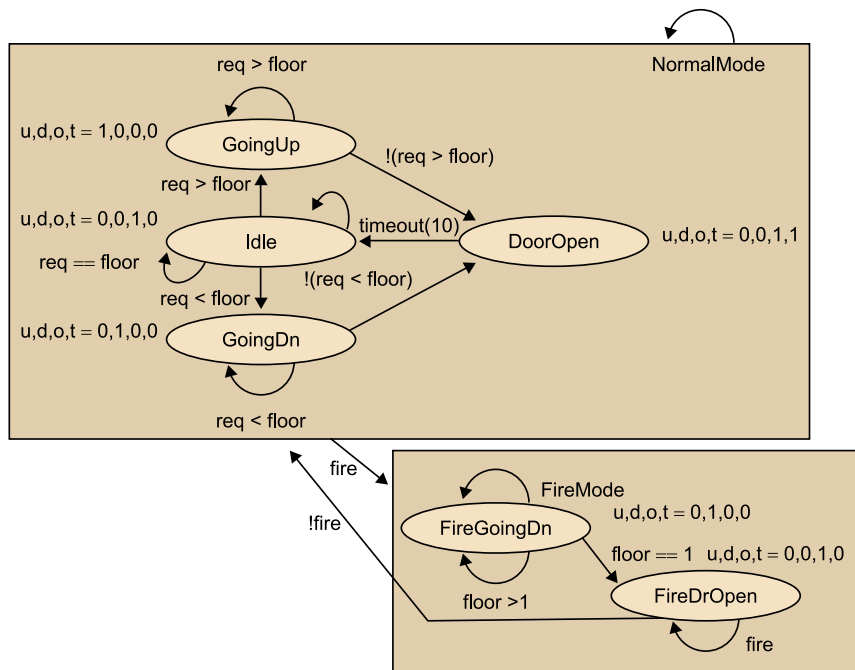 NormalMode
req > floor
u,d,o,t = 1,0,0,0
GoingUp
!(req > floor)
req > floor
u,d,o,t = 0,0,1,0
Idle
timeout(10)
DoorOpen
u,d,o,t = 0,0,1,1
req == floor
!(req < floor)
req < floor
u,d,o,t = 0,1,0,0
GoingDn
req < floor
fire
!fire
FireMode
u,d,o,t = 0,1,0,0
FireGoingDn
floor == 1
u,d,o,t = 0,0,1,0
floor >1
FireDrOpen
fire